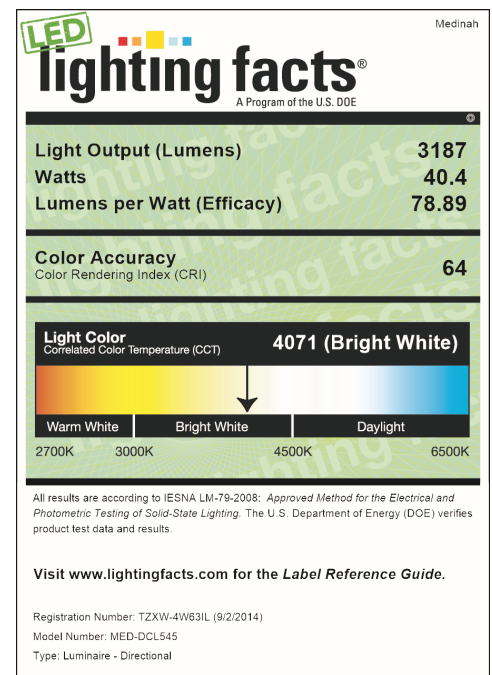 Medinah
LED
lighting facts®
A Program of the U.S. DOE
Light Output (Lumens) 3187
Watts 40.4
Lumens per Watt (Efficacy) 78.89
Color Accuracy
Color Rendering Index (CRI) 64
Light Color
Correlated Color Temperature (CCT) 4071 (Bright White)
Warm White Bright White Daylight
2700K 3000K 4500K 6500K
All results are according to IESNA LM-79-2008: Approved Method for the Electrical and
Photometric Testing of Solid-State Lighting. The U.S. Department of Energy (DOE) verifies
product test data and results.
Visit www.lightingfacts.com for the Label Reference Guide.
Registration Number: TZXW-4W63IL (9/2/2014)
Model Number: MED-DCL545
Type: Luminaire - Directional